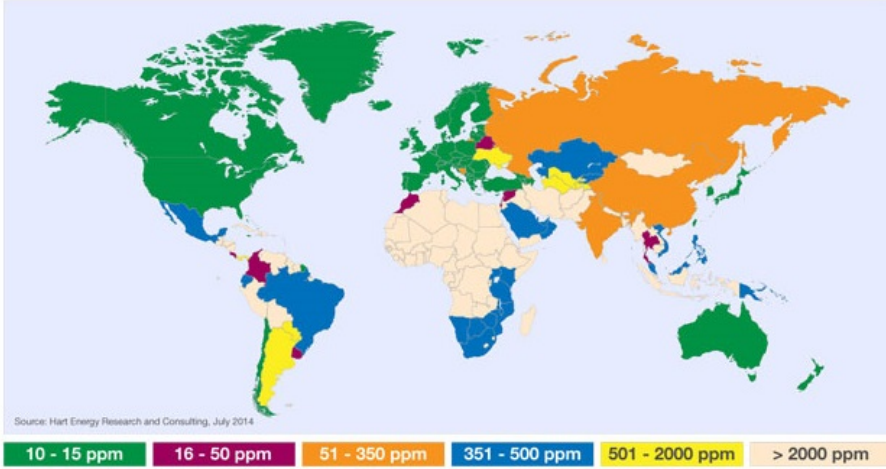 Source: Hart Energy Research and Consulting, July 2014
10 - 15 ppm 16 - 50 ppm 51 - 350 ppm 351 - 500 ppm 501 - 2000 ppm > 2000 ppm